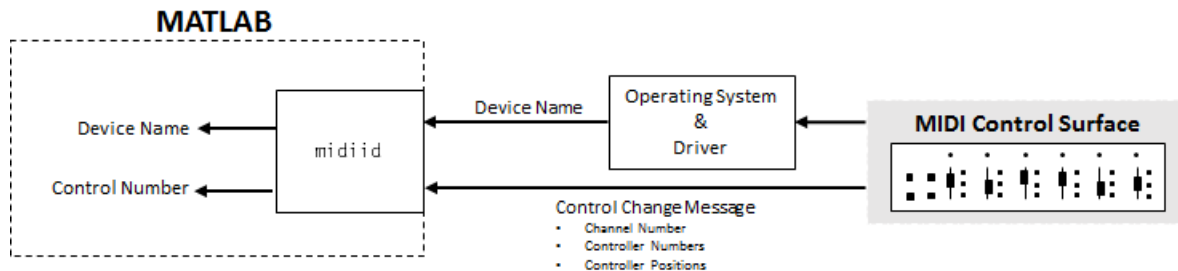 MATLAB
Device Name
Control Number
midiid
Device Name
Operating System
&
Driver
MIDI Control Surface
Control Change Message
• Channel Number
• Controller Numbers
• Controller Positions